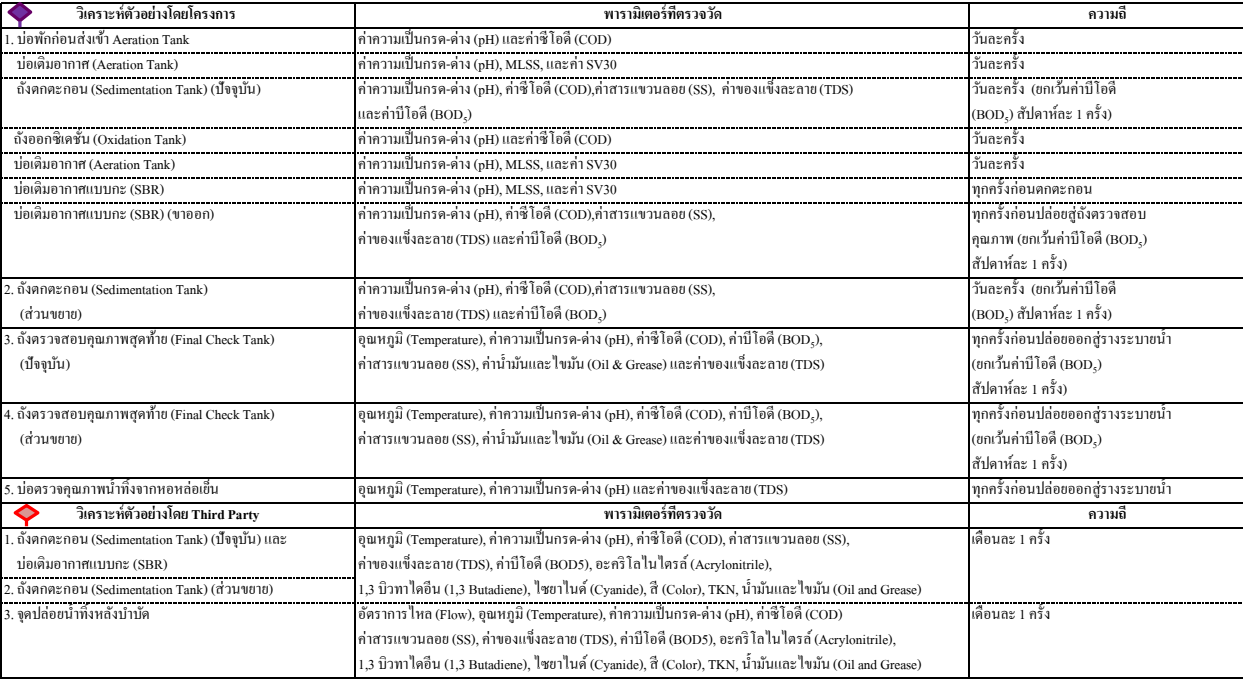 วิเคราะห์ตัวอย่างโดยโครงการ พารามิเตอร์ที่ตรวจวัด ความถี่
1. บ่อพักก่อนส่งเข้า Aeration Tank ค่าความเป็นกรด-ด่าง (pH) และค่าซีโอดี (COD) วันละครั้ง
บ่อเติมอากาศ (Aeration Tank) ค่าความเป็นกรด-ด่าง (pH), MLSS, และค่า SV30 วันละครั้ง
ถังตกตะกอน (Sedimentation Tank) (ปัจจุบัน) ค่าความเป็นกรด-ด่าง (pH), ค่าซีโอดี (COD),ค่าสารแขวนลอย (SS), ค่าของแข็งละลาย (TDS) วันละครั้ง (ยกเว้นค่าบีโอดี
และค่าบีโอดี (BOD₅) (BOD₅) สัปดาห์ละ 1 ครั้ง)
ถังออกซิเดชั่น (Oxidation Tank) ค่าความเป็นกรด-ด่าง (pH) และค่าซีโอดี (COD) วันละครั้ง
บ่อเติมอากาศ (Aeration Tank) ค่าความเป็นกรด-ด่าง (pH), MLSS, และค่า SV30 วันละครั้ง
บ่อเติมอากาศแบบกะ (SBR) ค่าความเป็นกรด-ด่าง (pH), MLSS, และค่า SV30 ทุกครั้งก่อนตกตะกอน
บ่อเติมอากาศแบบกะ (SBR) (ขาออก) ค่าความเป็นกรด-ด่าง (pH), ค่าซีโอดี (COD),ค่าสารแขวนลอย (SS), ทุกครั้งก่อนปล่อยสู่ถังตรวจสอบ
ค่าของแข็งละลาย (TDS) และค่าบีโอดี (BOD₅) คุณภาพ (ยกเว้นค่าบีโอดี (BOD₅)
สัปดาห์ละ 1 ครั้ง)
2. ถังตกตะกอน (Sedimentation Tank) ค่าความเป็นกรด-ด่าง (pH), ค่าซีโอดี (COD),ค่าสารแขวนลอย (SS), วันละครั้ง (ยกเว้นค่าบีโอดี
(ส่วนขยาย) ค่าของแข็งละลาย (TDS) และค่าบีโอดี (BOD₅) (BOD₅) สัปดาห์ละ 1 ครั้ง)
3. ถังตรวจสอบคุณภาพสุดท้าย (Final Check Tank) อุณหภูมิ (Temperature), ค่าความเป็นกรด-ด่าง (pH), ค่าซีโอดี (COD), ค่าบีโอดี (BOD₅), ทุกครั้งก่อนปล่อยออกสู่รางระบายน้ำ
(ปัจจุบัน) ค่าสารแขวนลอย (SS), ค่าน้ำมันและไขมัน (Oil & Grease) และค่าของแข็งละลาย (TDS) (ยกเว้นค่าบีโอดี (BOD₅)
สัปดาห์ละ 1 ครั้ง)
4. ถังตรวจสอบคุณภาพสุดท้าย (Final Check Tank) อุณหภูมิ (Temperature), ค่าความเป็นกรด-ด่าง (pH), ค่าซีโอดี (COD), ค่าบีโอดี (BOD₅), ทุกครั้งก่อนปล่อยออกสู่รางระบายน้ำ
(ส่วนขยาย) ค่าสารแขวนลอย (SS), ค่าน้ำมันและไขมัน (Oil & Grease) และค่าของแข็งละลาย (TDS) (ยกเว้นค่าบีโอดี (BOD₅)
สัปดาห์ละ 1 ครั้ง)
5. บ่อตรวจคุณภาพน้ำทิ้งจากหอหล่อเย็น อุณหภูมิ (Temperature), ค่าความเป็นกรด-ด่าง (pH) และค่าของแข็งละลาย (TDS) ทุกครั้งก่อนปล่อยออกสู่รางระบายน้ำ
วิเคราะห์ตัวอย่างโดย Third Party พารามิเตอร์ที่ตรวจวัด ความถี่
1. ถังตกตะกอน (Sedimentation Tank) (ปัจจุบัน) และ อุณหภูมิ (Temperature), ค่าความเป็นกรด-ด่าง (pH), ค่าซีโอดี (COD), ค่าสารแขวนลอย (SS), เดือนละ 1 ครั้ง
บ่อเติมอากาศแบบกะ (SBR) ค่าของแข็งละลาย (TDS), ค่าบีโอดี (BOD5), อะคริโลไนไตรล์ (Acrylonitrile),
2. ถังตกตะกอน (Sedimentation Tank) (ส่วนขยาย) 1,3 บิวทาไดอีน (1,3 Butadiene), ไซยาไนด์ (Cyanide), สี (Color), TKN, น้ำมันและไขมัน (Oil and Grease)
3. จุดปล่อยน้ำทิ้งหลังบำบัด อัตราการไหล (Flow), อุณหภูมิ (Temperature), ค่าความเป็นกรด-ด่าง (pH), ค่าซีโอดี (COD) เดือนละ 1 ครั้ง
ค่าสารแขวนลอย (SS), ค่าของแข็งละลาย (TDS), ค่าบีโอดี (BOD5), อะคริโลไนไตรล์ (Acrylonitrile),
1,3 บิวทาไดอีน (1,3 Butadiene), ไซยาไนด์ (Cyanide), สี (Color), TKN, น้ำมันและไขมัน (Oil and Grease)